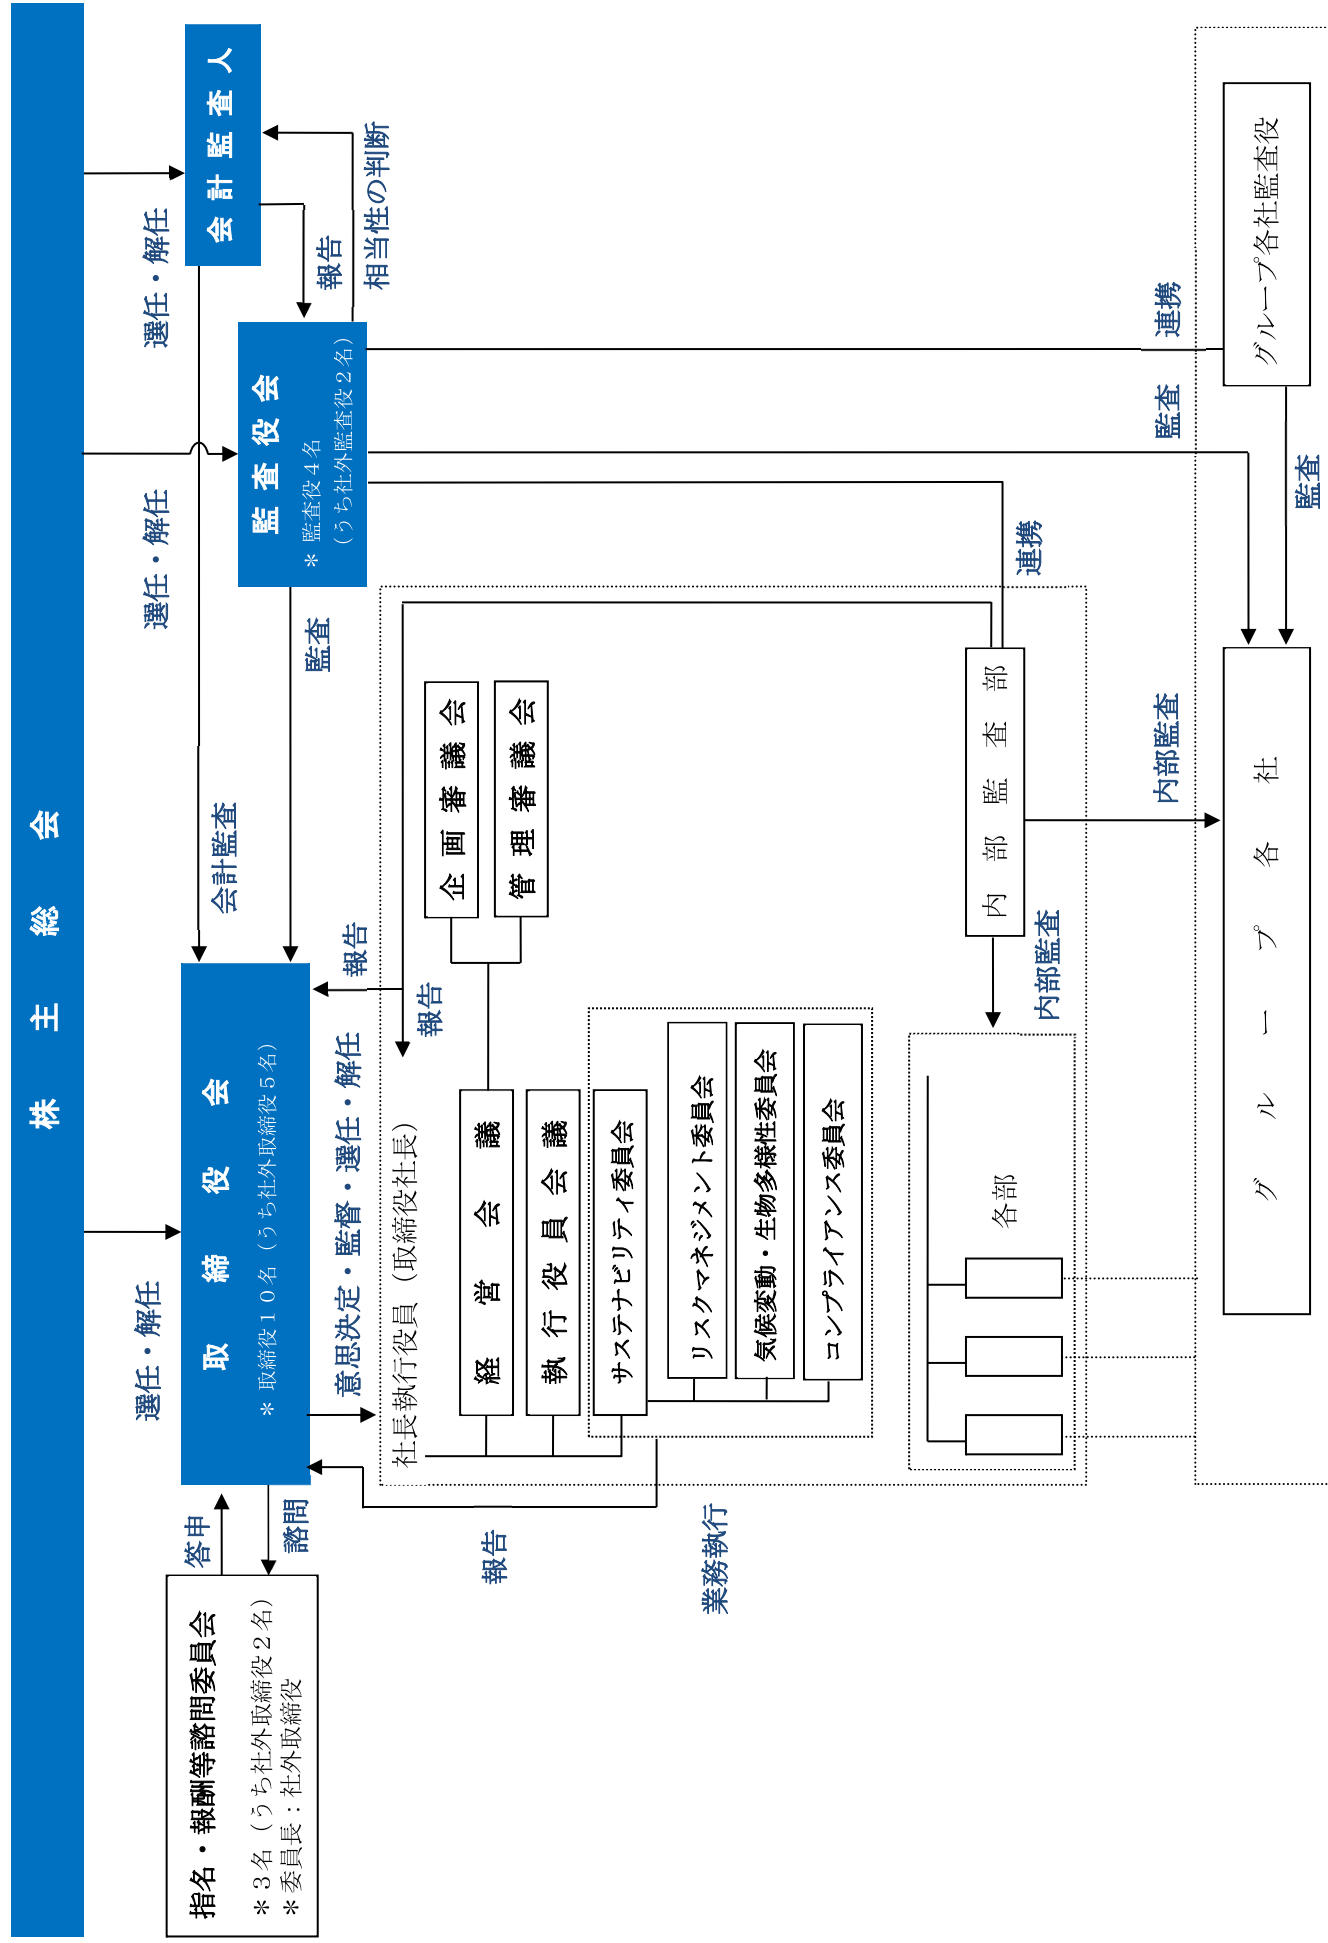 株主総会
選任・解任
選任・解任
選任・解任
指名・報酬等諮問委員会
＊３名（うち社外取締役２名）
＊委員長：社外取締役
答申
諮問
取締役会
＊ 取締役１０名（うち社外取締役５名）
会計監査
監査
監査役会
＊ 監査役４名
（うち社外監査役２名）
会計監査人
報告
相当性の判断
意思決定・監督・選任・解任
報告
報告
社長執行役員（取締役社長）
経営会議
執行役員会議
企画審議会
管理審議会
サステナビリティ委員会
リスクマネジメント委員会
気候変動・生物多様性委員会
コンプライアンス委員会
報告
業務執行
連携
内部監査部
内部監査
各部
内部監査
監査
連携
グループ各社監査役
監査
グループ各社